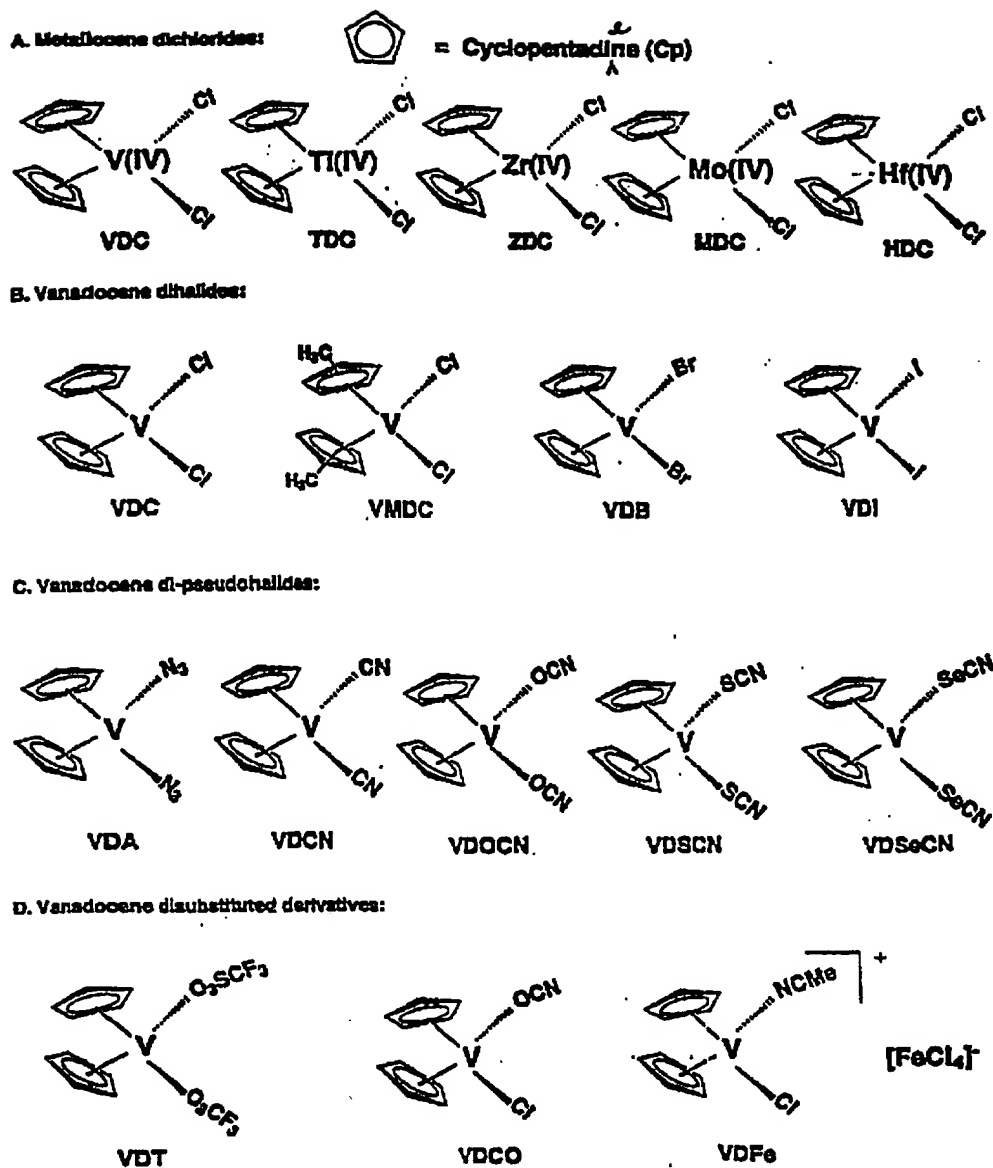 A. Metallocene dichlorides:
= Cyclopentadine (Cp)
e
Cl Cl Cl Cl Cl
V(IV) Ti(IV) Zr(IV) Mo(IV) Hf(IV)
Cl Cl Cl Cl Cl
VDC TDC ZDC MDC HDC
B. Vanadocene dihalides:
Cl H₃C Cl Br I
V V V V
Cl H₃C Cl Br I
VDC VMDC VDB VDI
C. Vanadocene di-pseudohalides:
N₃ CN OCN SCN SeCN
V V V V V
N₃ CN OCN SCN SeCN
VDA VDCN VDOCN VDSCN VDSeCN
D. Vanadocene disubstituted derivatives:
O₃SCF₃ OCN NCMe +
V V V [FeCl₄]⁻
O₃CF₃ Cl Cl
VDT VDCO VDFe